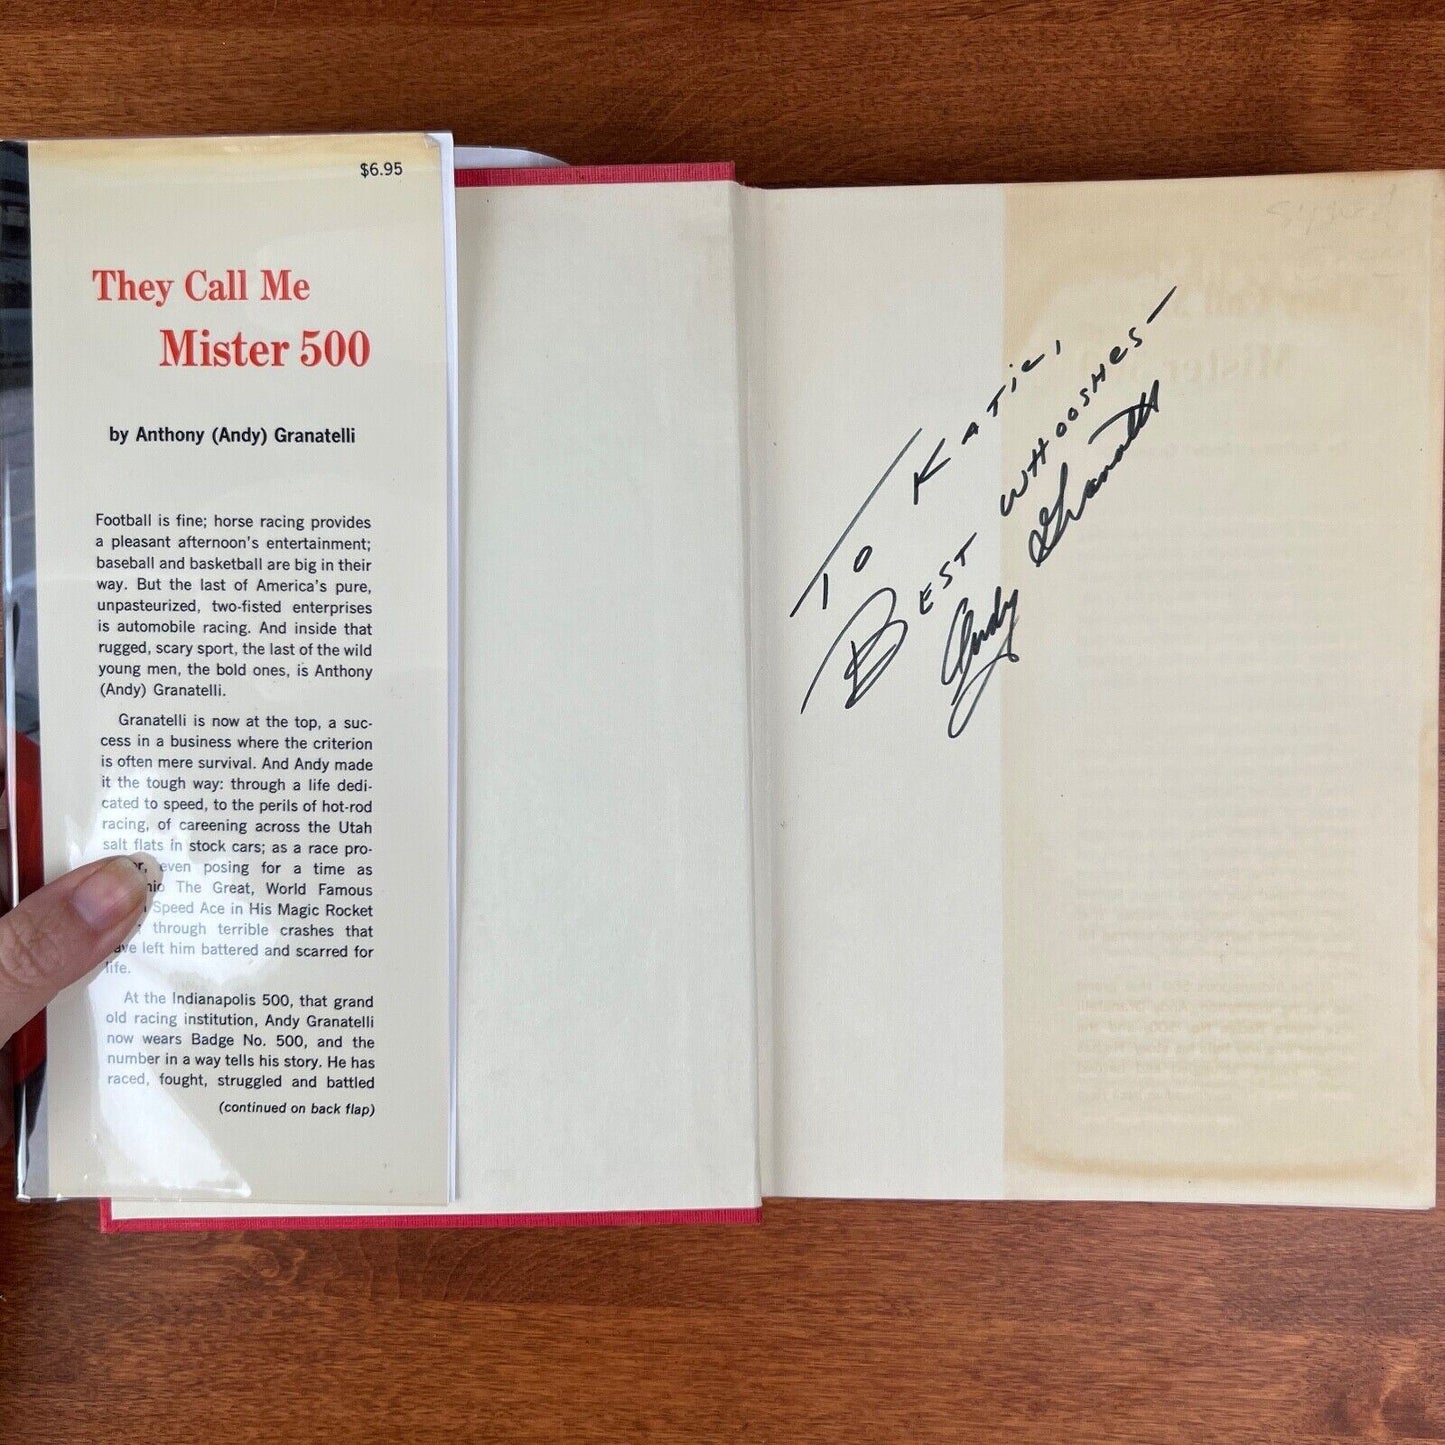 $6.95
They Call Me
Mister 500
by Anthony (Andy) Granatelli
Football is fine; horse racing provides
a pleasant afternoon's entertainment;
baseball and basketball are big in their
way. But the last of America's pure,
unpasteurized, two-fisted enterprises
is automobile racing. And inside that
rugged, scary sport, the last of the wild
young men, the bold ones, is Anthony
(Andy) Granatelli.
Granatelli is now at the top, a suc-
cess in a business where the criterion
is often mere survival. And Andy made
it the tough way: through a life dedi-
cated to speed, to the perils of hot-rod
racing, of careening across the Utah
salt flats in stock cars; as a race pro-
even posing for a time as
The Great, World Famous
Speed Ace in His Magic Rocket
through terrible crashes that
left him battered and scarred for
life.
At the Indianapolis 500, that grand
old racing institution, Andy Granatelli
now wears Badge No. 500, and the
number in a way tells his story. He has
raced, fought, struggled and battled
(continued on back flap)
TO KATiE,
BEST WHOOSHES-
Andy Granatelli